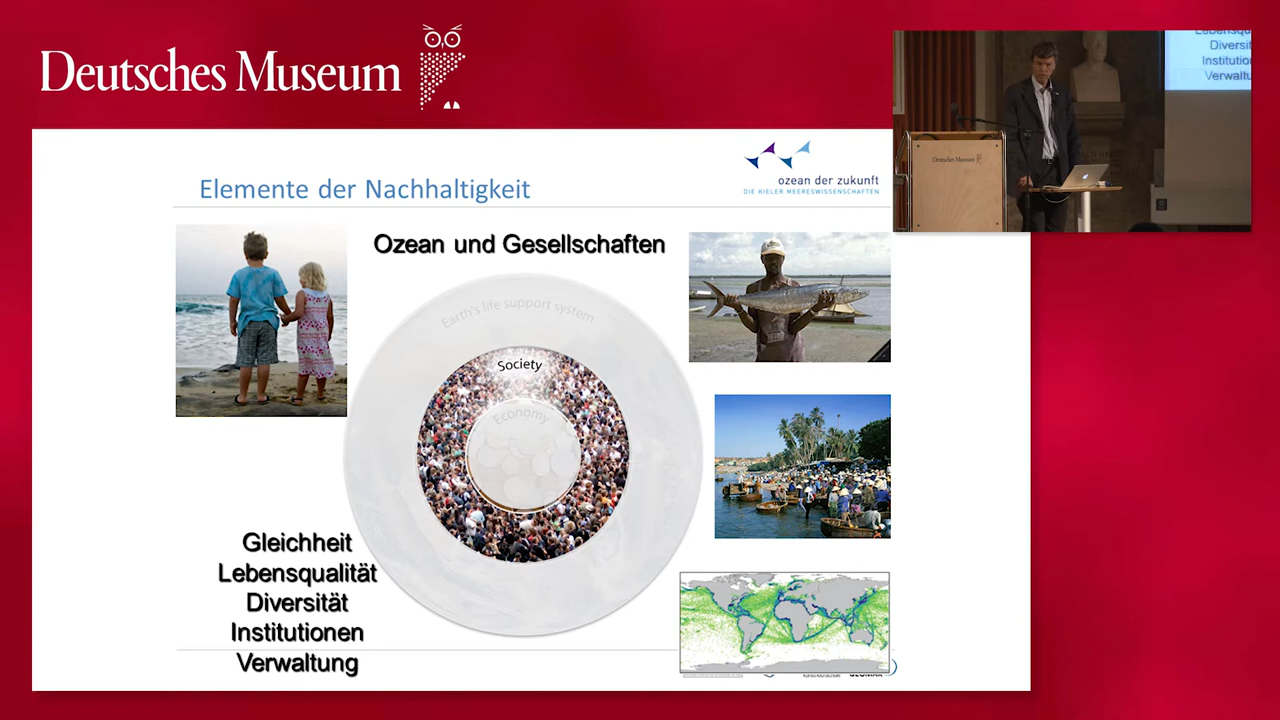 Deutsches Museum
Lebensqu
Diversit
Institution
Verwaltu
Deutsches Museum
ozean der zukunft
DIE KIELER MEERESWISSENSCHAFTEN
Elemente der Nachhaltigkeit
Ozean und Gesellschaften
Earth's life support system
Society
Economy
Gleichheit
Lebensqualität
Diversität
Institutionen
Verwaltung